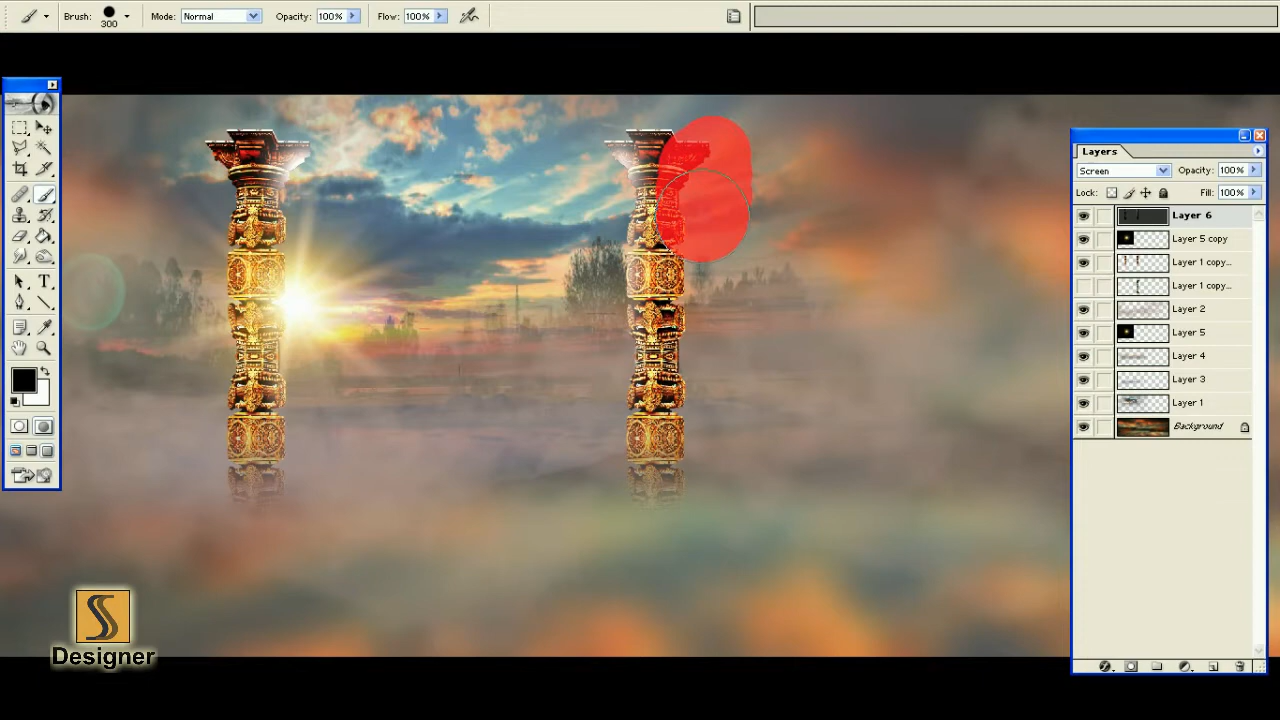 Brush: 300 Mode: Normal Opacity: 100% Flow: 100%
Layers
Screen Opacity: 100%
Lock: Fill: 100%
Layer 6
Layer 5 copy
Layer 1 copy...
Layer 1 copy...
Layer 2
Layer 5
Layer 4
Layer 3
Layer 1
Background
T
S
Designer